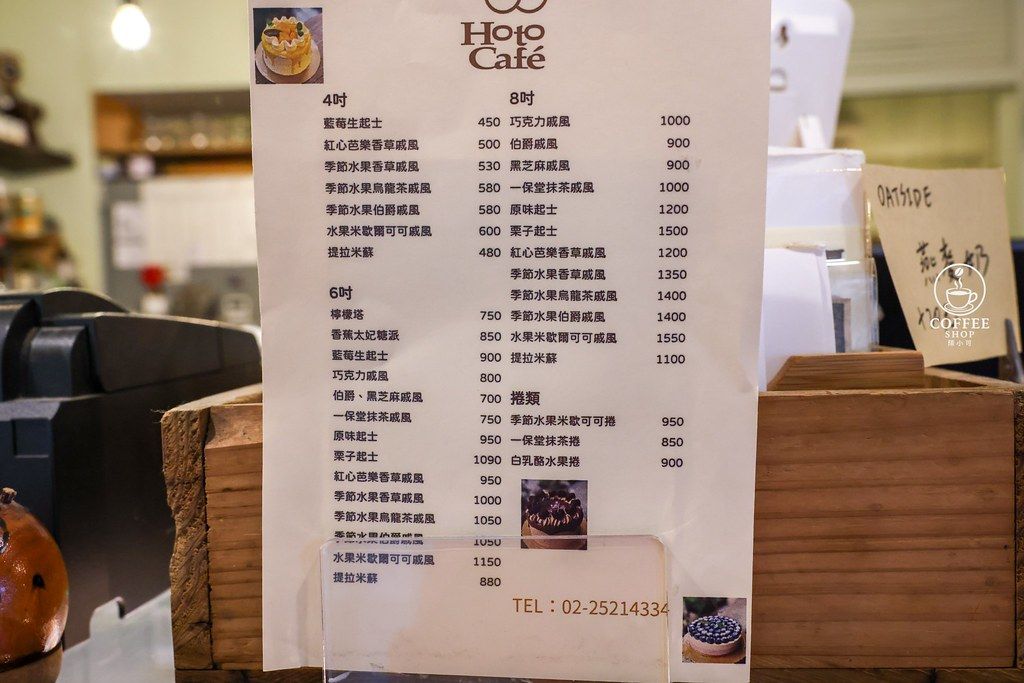 Hoto
Café
4吋
藍莓生起士 450
紅心芭樂香草戚風 500
季節水果香草戚風 530
季節水果烏龍茶戚風 580
季節水果伯爵戚風 580
水果米歇爾可可戚風 600
提拉米蘇 480
6吋
檸檬塔 750
香蕉太妃糖派 850
藍莓生起士 900
巧克力戚風 800
伯爵、黑芝麻戚風 700
一保堂抹茶戚風 750
原味起士 950
栗子起士 1090
紅心芭樂香草戚風 950
季節水果香草戚風 1000
季節水果烏龍茶戚風 1050
季節水果伯爵戚風 1050
水果米歇爾可可戚風 1150
提拉米蘇 880
8吋
巧克力戚風 1000
伯爵戚風 900
黑芝麻戚風 900
一保堂抹茶戚風 1000
原味起士 1200
栗子起士 1500
紅心芭樂香草戚風 1200
季節水果香草戚風 1350
季節水果烏龍茶戚風 1400
季節水果伯爵戚風 1400
水果米歇爾可可戚風 1550
提拉米蘇 1100
捲類
季節水果米歇可可捲 950
一保堂抹茶捲 850
白乳酪水果捲 900
TEL：02-25214334
OATSIDE
燕麥奶
COFFEE
SHOP
陳小可